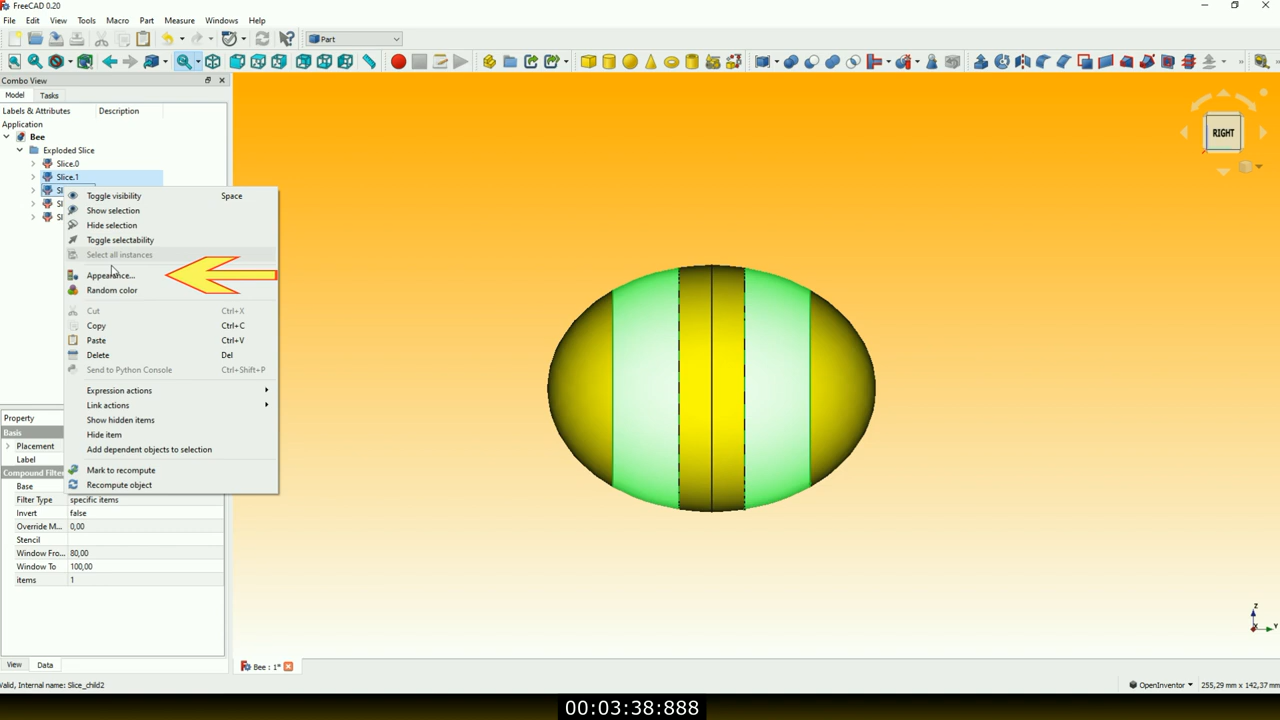 FreeCAD 0.20
File Edit View Tools Macro Part Measure Windows Help
Part
Combo View
Model Tasks
Labels & Attributes Description
Application
Bee
Exploded Slice
Slice.0
Slice.1
Toggle visibility Space
Show selection
Hide selection
Toggle selectability
Select all instances
Appearance...
Random color
Cut Ctrl+X
Copy Ctrl+C
Paste Ctrl+V
Delete Del
Send to Python Console Ctrl+Shift+P
Expression actions
Link actions
Show hidden items
Hide item
Add dependent objects to selection
Mark to recompute
Recompute object
Property
Basis
Placement
Label
Compound Filte
Base
Filter Type specific items
Invert false
Override M... 0,00
Stencil
Window Fro... 80,00
Window To 100,00
items 1
View Data
Bee : 1*
Valid, Internal name: Slice_child2
OpenInventor 255,29 mm x 142,37 mm
RIGHT
Z
Y
X
00:03:38:888